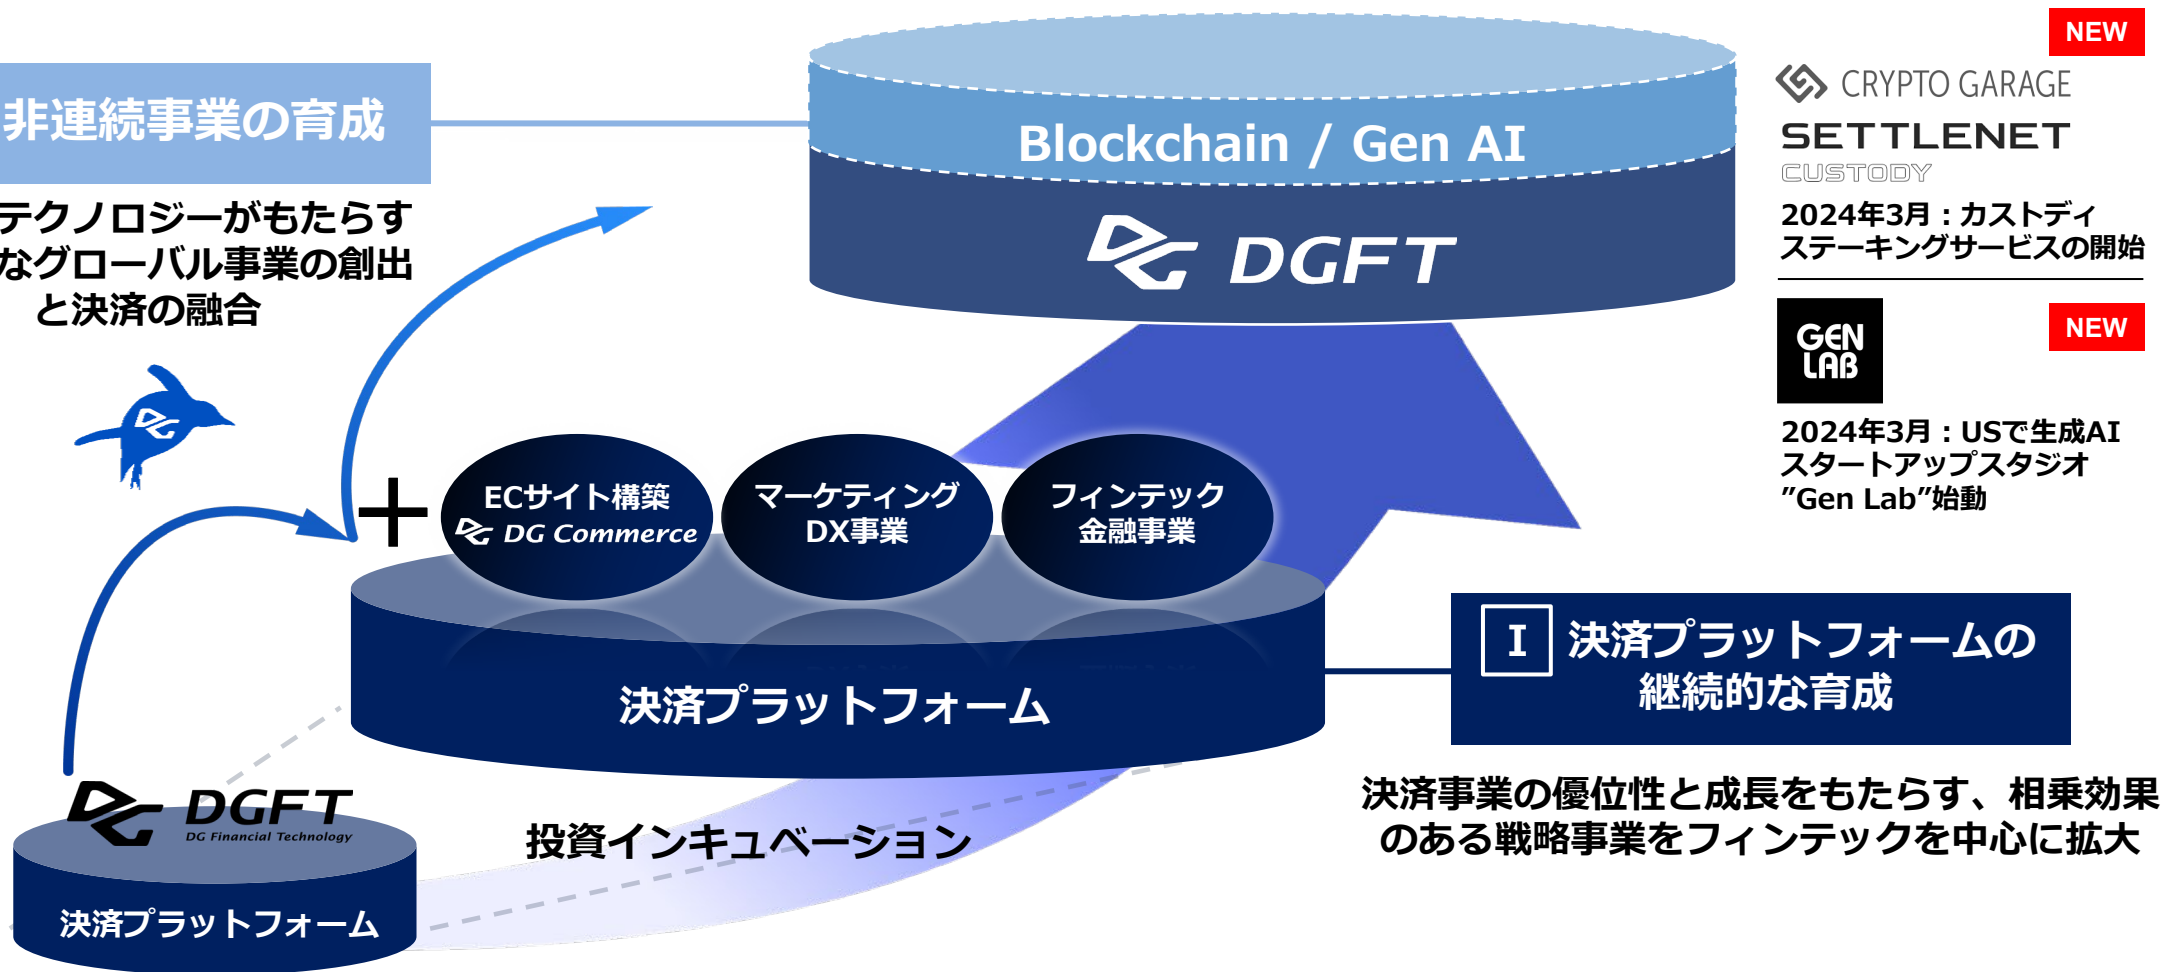 非連続事業の育成
テクノロジーがもたらす
なグローバル事業の創出
と決済の融合
Blockchain / Gen AI
DG DGFT
NEW
CRYPTO GARAGE
SETTLENET
CUSTODY
2024年3月：カストディ
ステーキングサービスの開始
GEN
LAB
NEW
2024年3月：USで生成AI
スタートアップスタジオ
”Gen Lab”始動
+
ECサイト構築
DG DG Commerce
マーケティング
DX事業
フィンテック
金融事業
決済プラットフォーム
I 決済プラットフォームの
継続的な育成
決済事業の優位性と成長をもたらす、相乗効果
のある戦略事業をフィンテックを中心に拡大
DG
DG DGFT
DG Financial Technology
決済プラットフォーム
投資インキュベーション